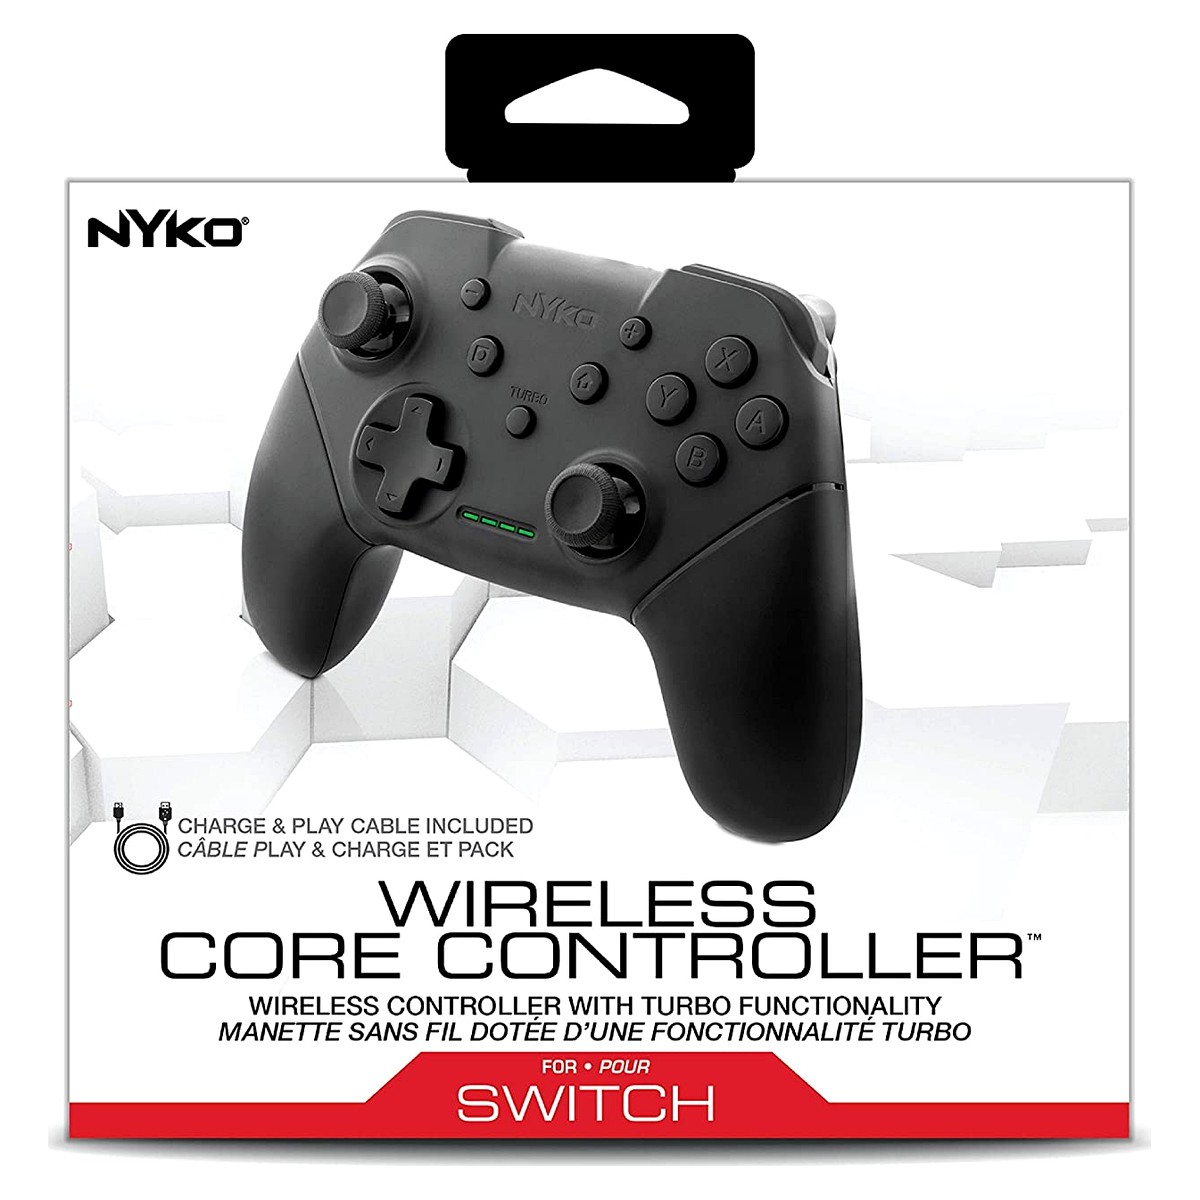 NYKO®
NYKO
TURBO
X
Y
A
B
CHARGE & PLAY CABLE INCLUDED
CÂBLE PLAY & CHARGE ET PACK
WIRELESS
CORE CONTROLLER™
WIRELESS CONTROLLER WITH TURBO FUNCTIONALITY
MANETTE SANS FIL DOTÉE D'UNE FONCTIONNALITÉ TURBO
FOR • POUR
SWITCH